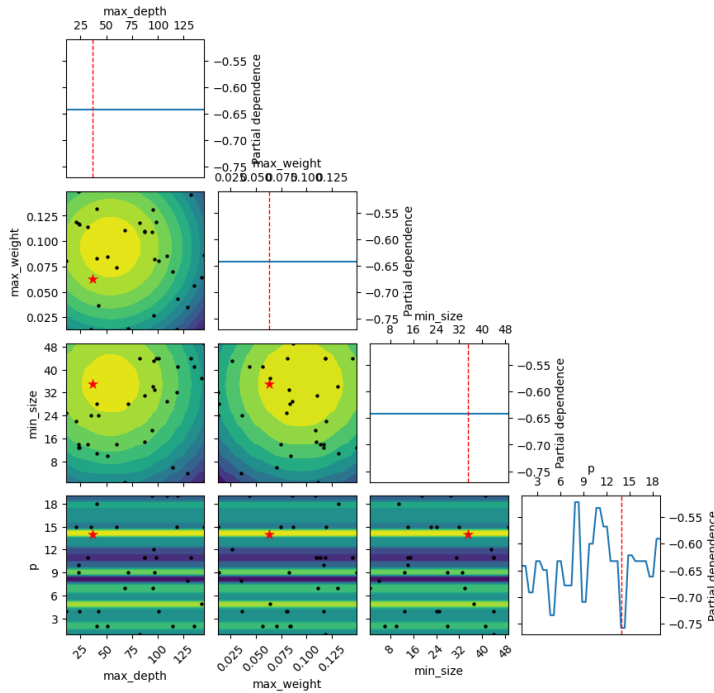 max_depth
25 50 75 100 125
−0.55
−0.60
−0.65
−0.70
−0.75
Partial dependence
max_weight
0.025 0.050 0.075 0.100 0.125
0.125
0.100
0.075
0.050
0.025
max_weight
−0.55
−0.60
−0.65
−0.70
−0.75
Partial dependence
min_size
8 16 24 32 40 48
48
40
32
24
16
8
min_size
−0.55
−0.60
−0.65
−0.70
−0.75
Partial dependence
p
3 6 9 12 15 18
18
15
12
9
6
3
p
−0.55
−0.60
−0.65
−0.70
−0.75
Partial dependence
25 50 75 100 125
max_depth
0.025 0.050 0.075 0.100 0.125
max_weight
8 16 24 32 40 48
min_size